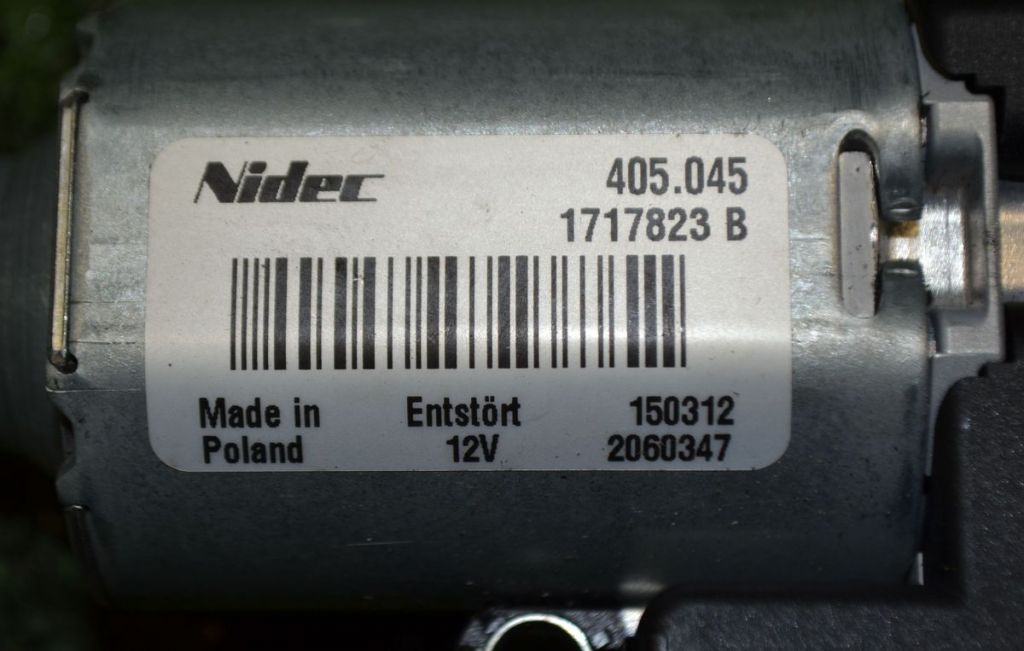 Nidec 405.045
1717823 B
Made in Entstört 150312
Poland 12V 2060347